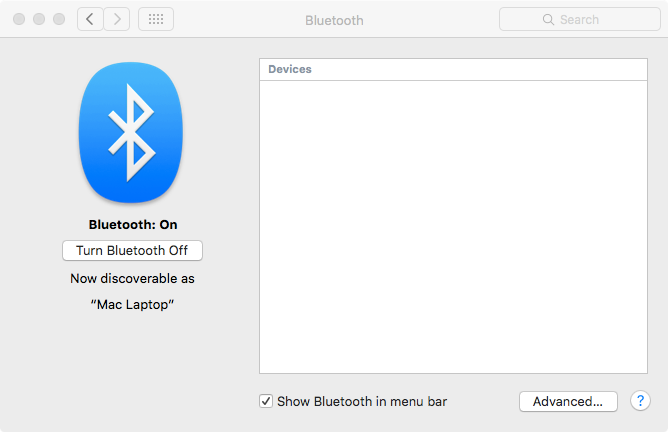 Bluetooth
Search
Devices
Bluetooth: On
Turn Bluetooth Off
Now discoverable as
“Mac Laptop”
Show Bluetooth in menu bar
Advanced...
?